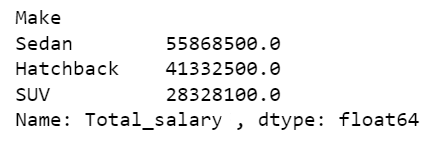 Make
Sedan 55868500.0
Hatchback 41332500.0
SUV 28328100.0
Name: Total_salary , dtype: float64